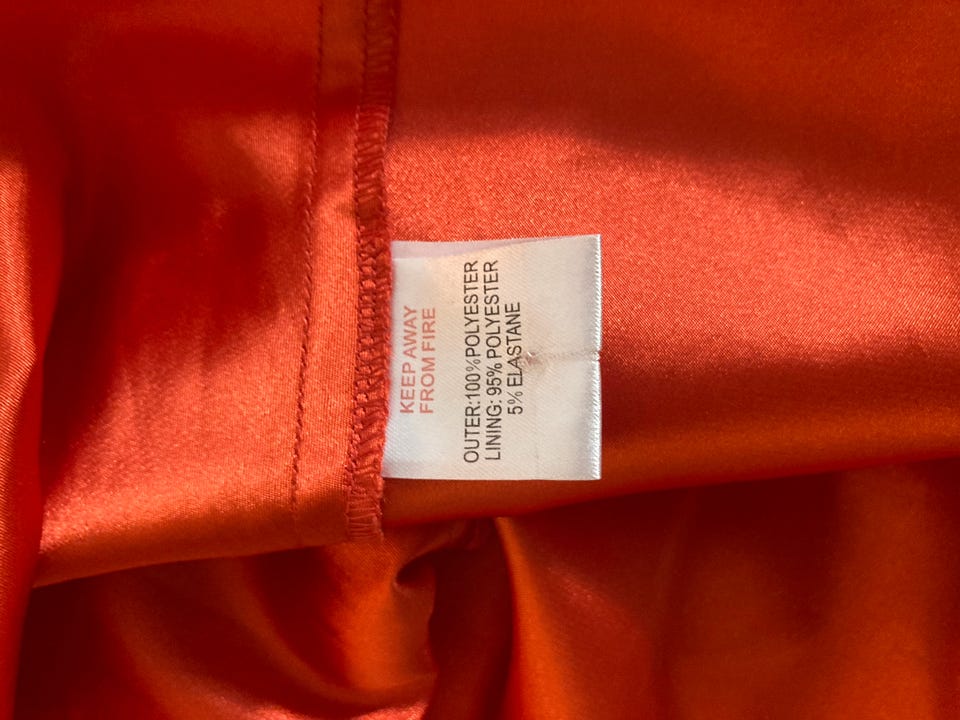 KEEP AWAY
FROM FIRE
OUTER:100%POLYESTER
LINING: 95% POLYESTER
5% ELASTANE